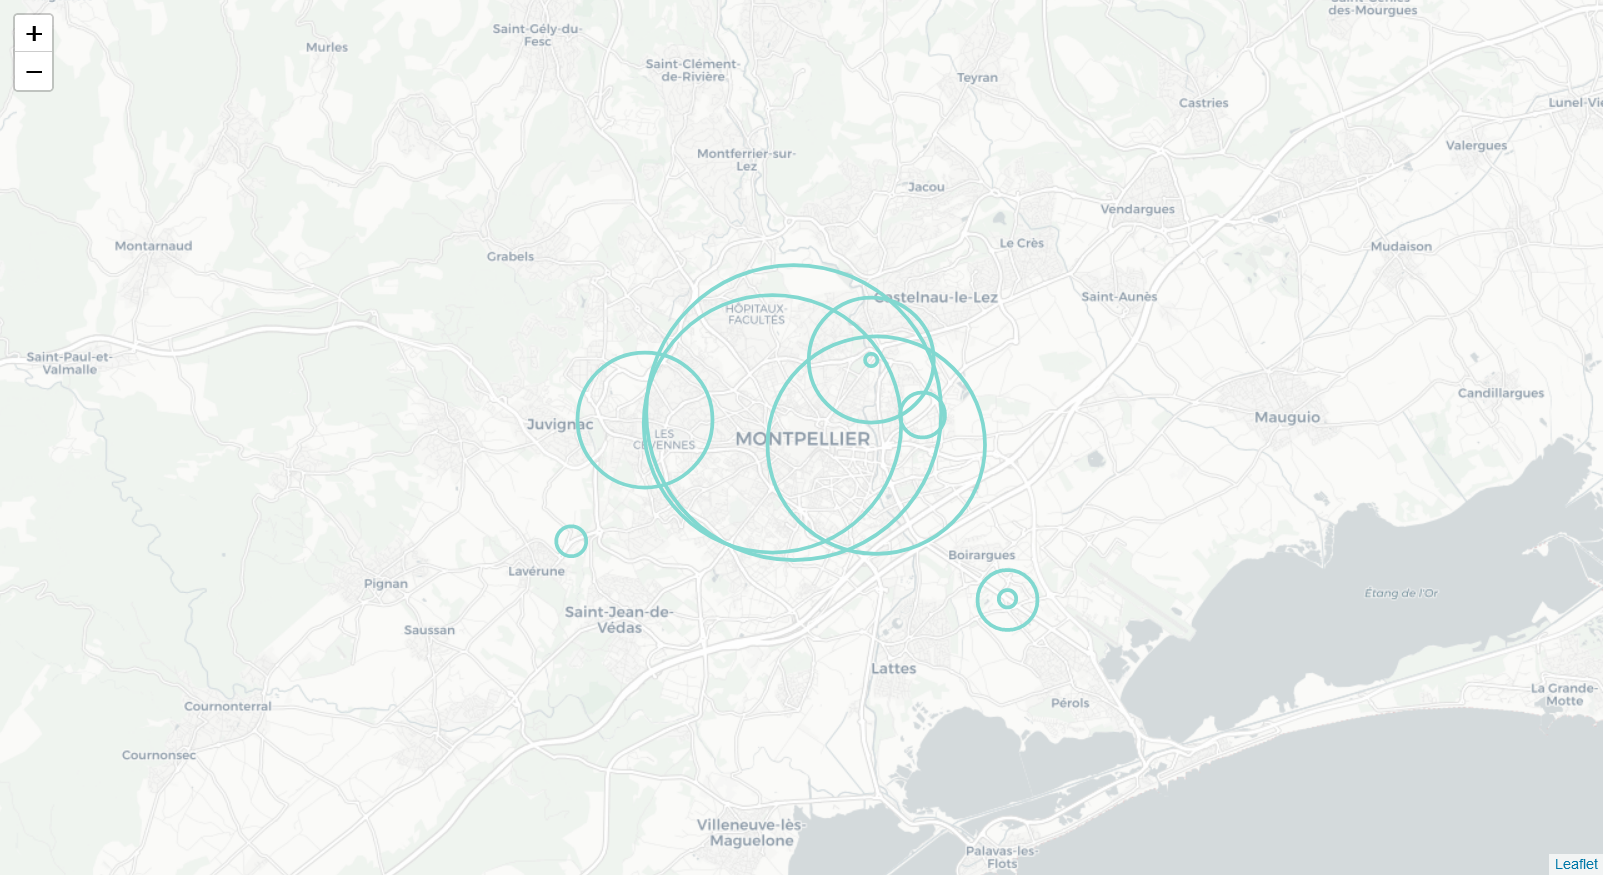 +
−
Saint-Gély-du-
Fesc
des-Mourgues
Murles
Saint-Clément-
de-Rivière
Teyran
Castries
Lunel-Vie
Montferrier-sur-
Lez
Valergues
Jacou
Vendargues
Montarnaud
Grabels
Le Crès
Mudaison
HÔPITAUX-
FACULTÉS
Castelnau-le-Lez
Saint-Aunès
Saint-Paul-et-
Valmalle
Candillargues
Juvignac
LES
CÉVENNES
MONTPELLIER
Mauguio
Boirargues
Lavérune
Pignan
Étang de l'Or
Saint-Jean-de-
Védas
Saussan
Lattes
Cournonterral
Pérols
La Grande-
Motte
Cournonsec
Villeneuve-lès-
Maguelone
Palavas-les-
Flots
Leaflet